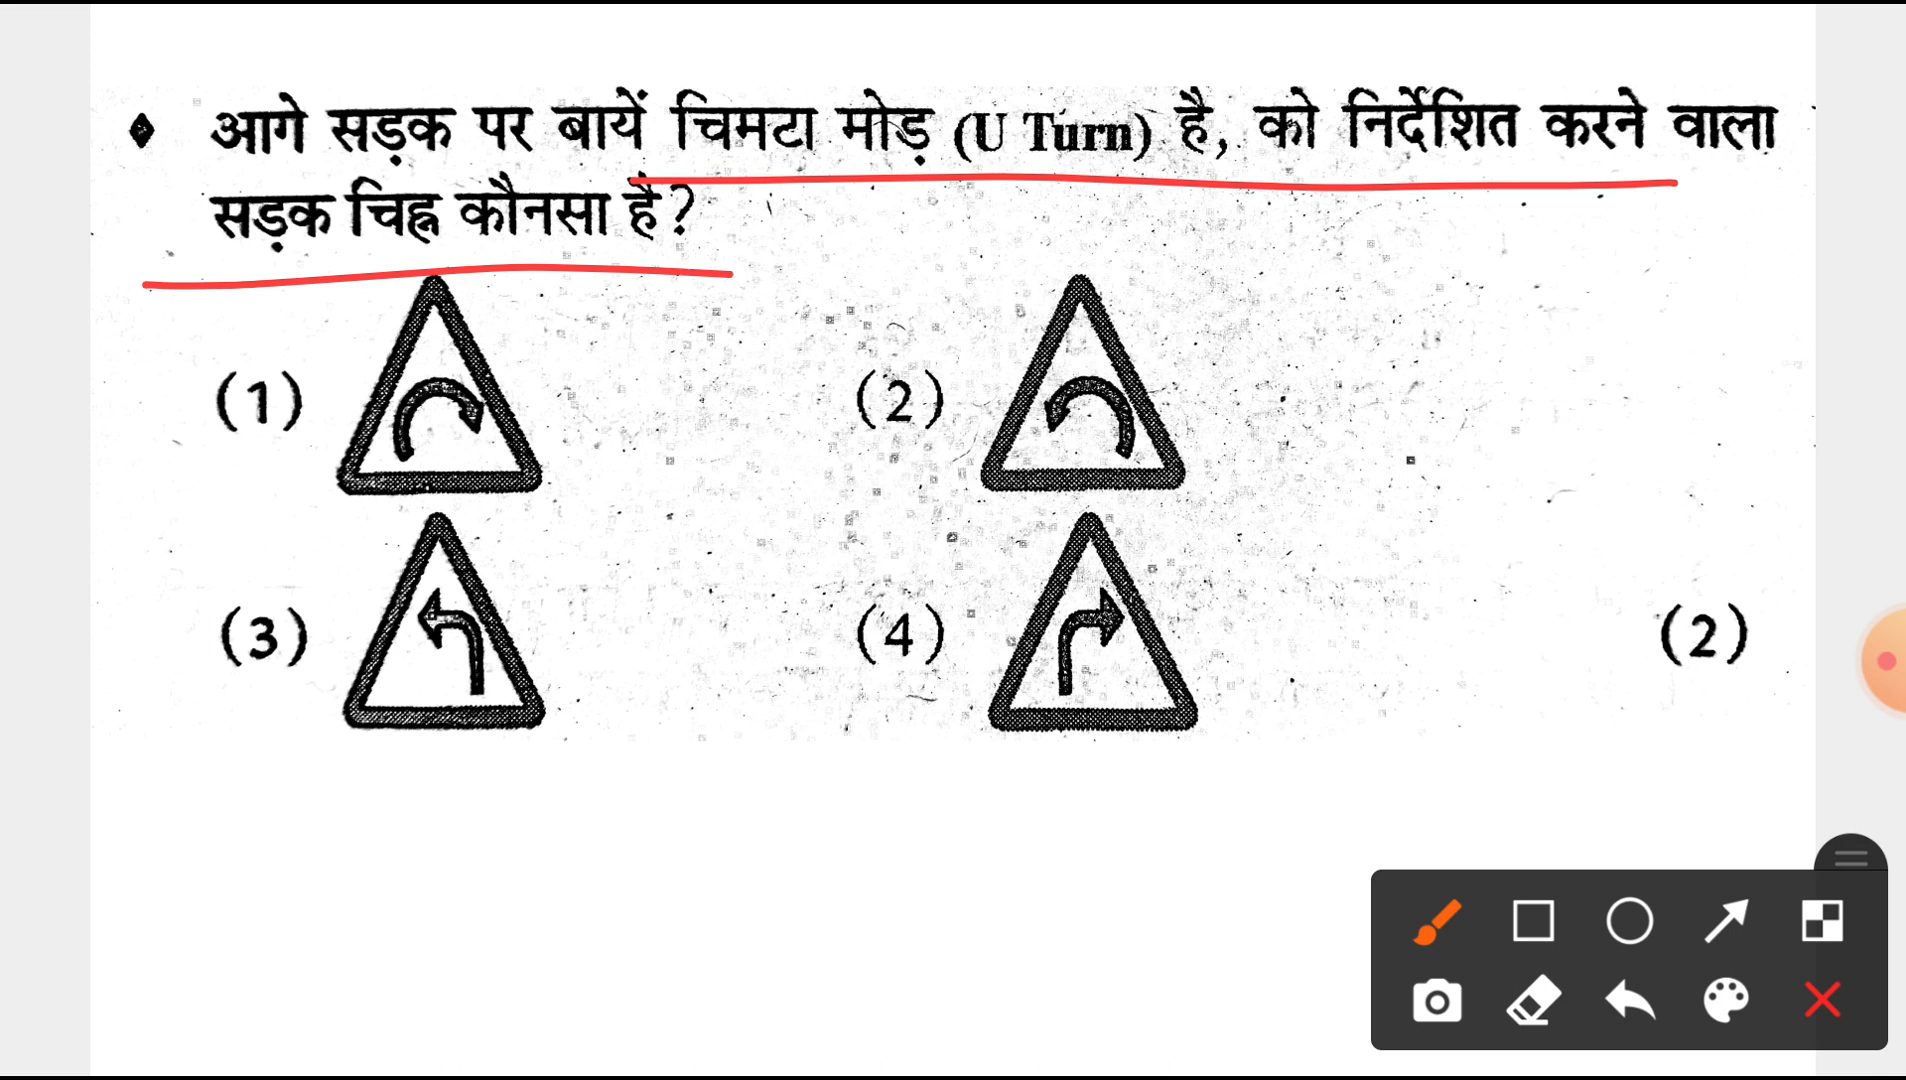 आगे सड़क पर बायें चिमटा मोड़ (U Turn) है, को निर्देशित करने वाला
सड़क चिह्न कौनसा है?
(1) (2)
(3) (4) (2)